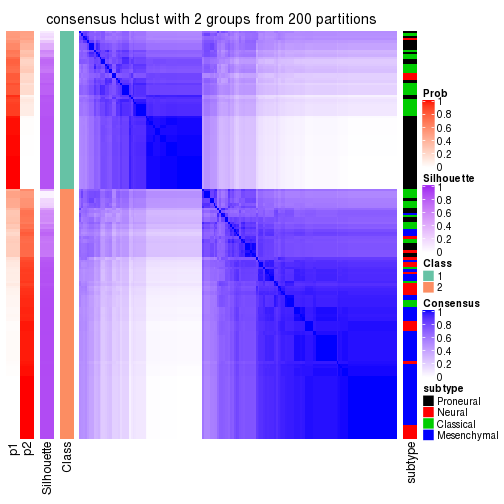 consensus hclust with 2 groups from 200 partitions
Prob
1
0.8
0.6
0.4
0.2
0
Silhouette
1
0.8
0.6
0.4
0.2
0
Class
1
2
Consensus
1
0.8
0.6
0.4
0.2
0
subtype
Proneural
Neural
Classical
Mesenchymal
p1
p2
Silhouette
Class
subtype